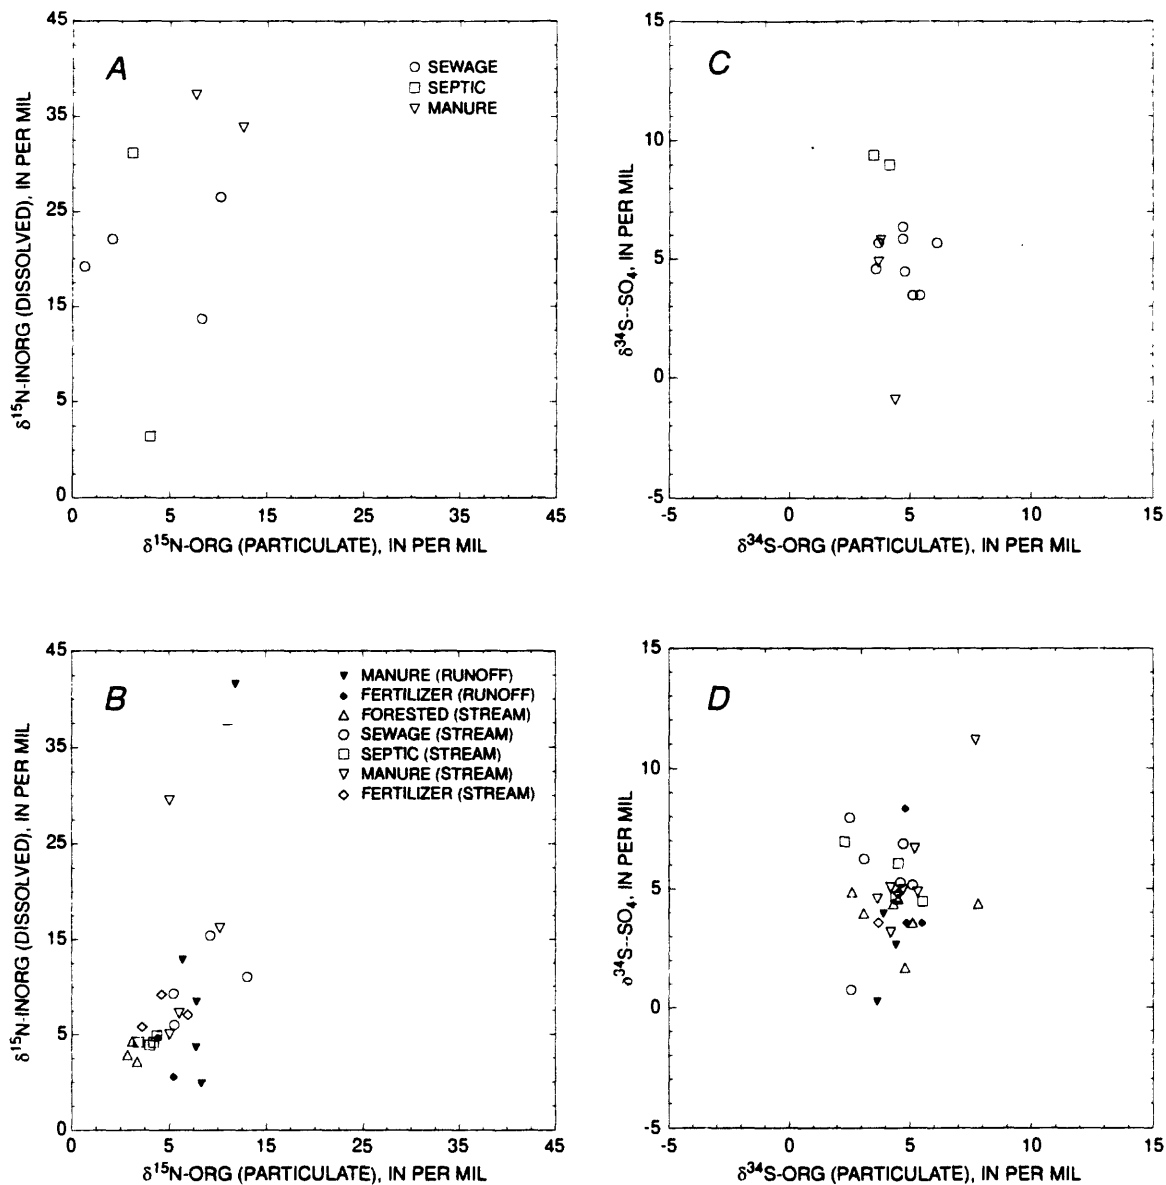 A
SEWAGE
SEPTIC
MANURE
45
35
25
15
5
0
δ15N-INORG (DISSOLVED), IN PER MIL
0 5 15 25 35 45
δ15N-ORG (PARTICULATE), IN PER MIL
C
15
10
5
0
-5
δ34S--SO4, IN PER MIL
-5 0 5 10 15
δ34S-ORG (PARTICULATE), IN PER MIL
B
MANURE (RUNOFF)
FERTILIZER (RUNOFF)
FORESTED (STREAM)
SEWAGE (STREAM)
SEPTIC (STREAM)
MANURE (STREAM)
FERTILIZER (STREAM)
45
35
25
15
5
0
δ15N-INORG (DISSOLVED), IN PER MIL
0 5 15 25 35 45
δ15N-ORG (PARTICULATE), IN PER MIL
D
15
10
5
0
-5
δ34S--SO4, IN PER MIL
-5 0 5 10 15
δ34S-ORG (PARTICULATE), IN PER MIL